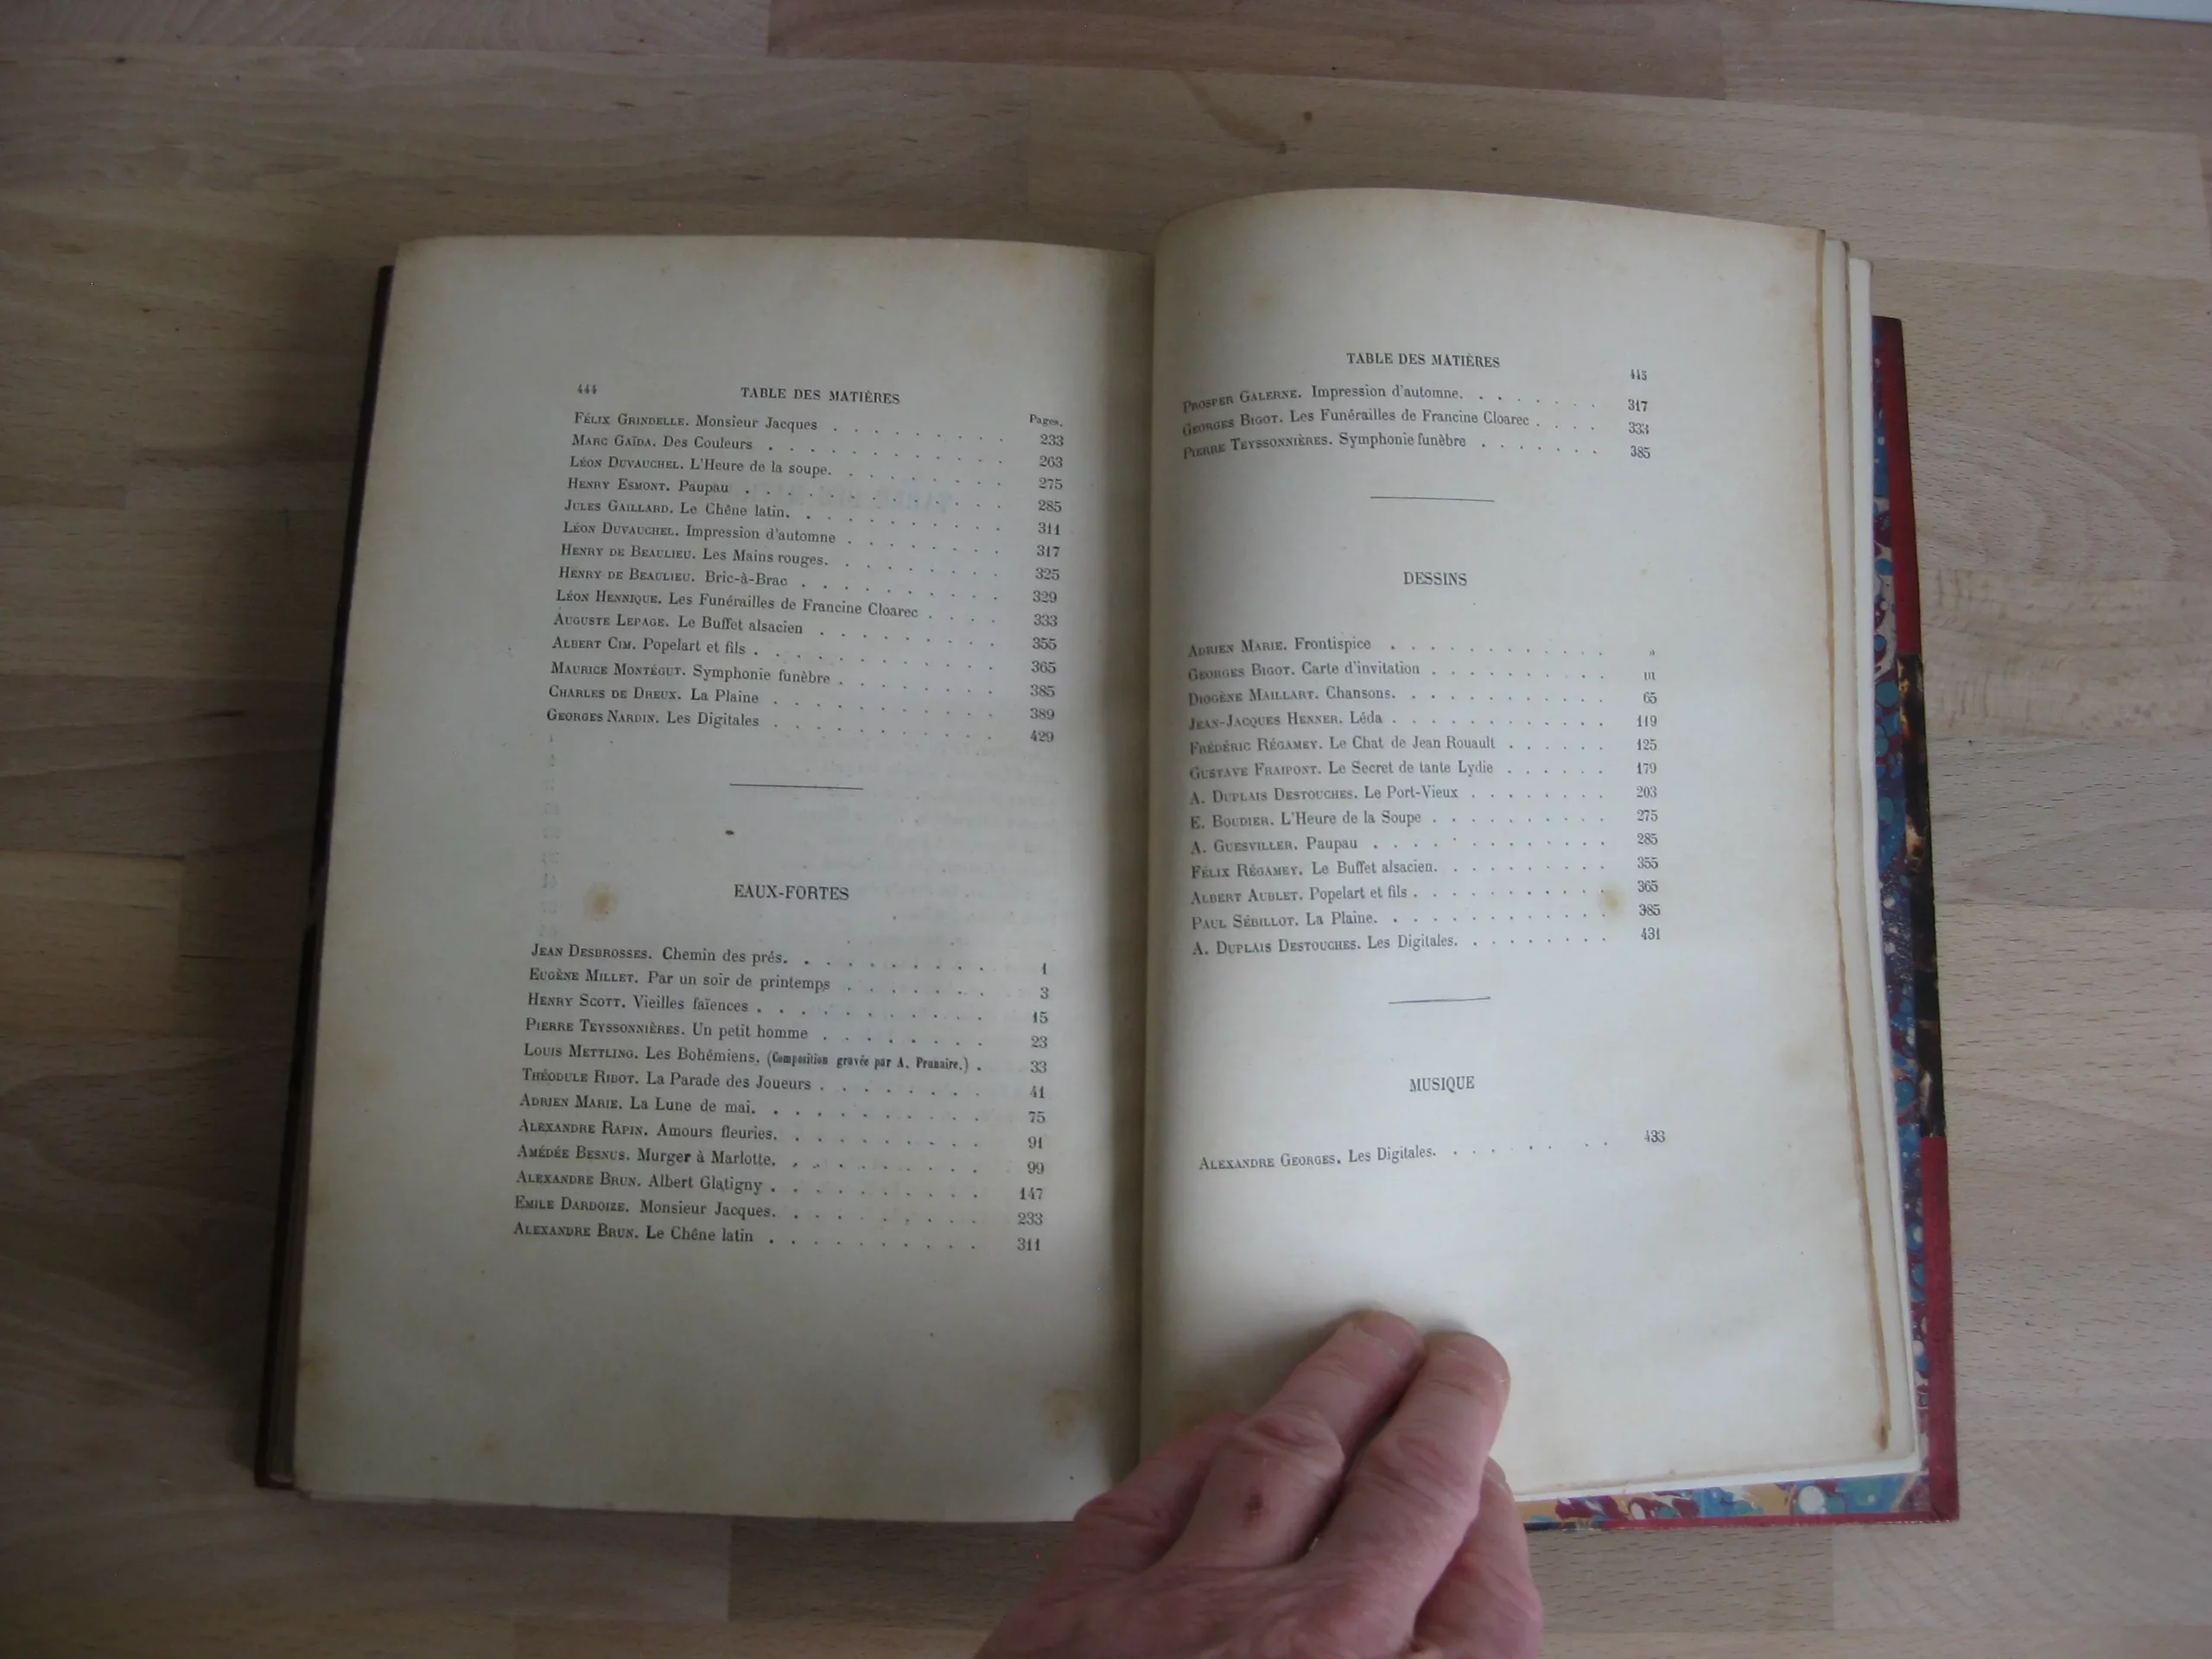 444 TABLE DES MATIÈRES
Pages.
FÉLIX GRINDELLE. Monsieur Jacques . . . . . . . . . 233
MARC GAÏDA. Des Couleurs . . . . . . . . . . . 263
LÉON DUVAUCHEL. L'Heure de la soupe. . . . . . . . . 275
HENRY ESMONT. Paupau . . . . . . . . . . . . 285
JULES GAILLARD. Le Chêne latin. . . . . . . . . . 311
LÉON DUVAUCHEL. Impression d'automne . . . . . . . . 317
HENRY DE BEAULIEU. Les Mains rouges. . . . . . . . . 325
HENRY DE BEAULIEU. Bric-à-Brac . . . . . . . . . . 329
LÉON HENNIQUE. Les Funérailles de Francine Cloarec . . . . 333
AUGUSTE LEPAGE. Le Buffet alsacien . . . . . . . . . 355
ALBERT CIM. Popelart et fils . . . . . . . . . . . 365
MAURICE MONTÉGUT. Symphonie funèbre . . . . . . . . 385
CHARLES DE DREUX. La Plaine . . . . . . . . . . 389
GEORGES NARDIN. Les Digitales . . . . . . . . . . 429
EAUX-FORTES
JEAN DESBROSSES. Chemin des prés. . . . . . . . . . 1
EUGÈNE MILLET. Par un soir de printemps . . . . . . . 3
HENRY SCOTT. Vieilles faïences . . . . . . . . . . . 15
PIERRE TEYSSONNIÈRES. Un petit homme . . . . . . . . 23
LOUIS METTLING. Les Bohémiens. (Composition gravée par A. Prunaire.) . 33
THÉODULE RIBOT. La Parade des Joueurs . . . . . . . 41
ADRIEN MARIE. La Lune de mai. . . . . . . . . . . 75
ALEXANDRE RAPIN. Amours fleuries. . . . . . . . . . 91
AMÉDÉE BESNUS. Murger à Marlotte. . . . . . . . . 99
ALEXANDRE BRUN. Albert Glatigny . . . . . . . . . . 147
EMILE DARDOIZE. Monsieur Jacques. . . . . . . . . . 233
ALEXANDRE BRUN. Le Chêne latin . . . . . . . . . . 311
TABLE DES MATIÈRES 445
PROSPER GALERNE. Impression d'automne. . . . . . . . 317
GEORGES BIGOT. Les Funérailles de Francine Cloarec . . . . 333
PIERRE TEYSSONNIÈRES. Symphonie funèbre . . . . . . 385
DESSINS
ADRIEN MARIE. Frontispice . . . . . . . . . . . . »
GEORGES BIGOT. Carte d'invitation . . . . . . . . . . III
DIOGÈNE MAILLART. Chansons. . . . . . . . . . . . 65
JEAN-JACQUES HENNER. Léda . . . . . . . . . . . . 119
FRÉDÉRIC RÉGAMEY. Le Chat de Jean Rouault . . . . . . 125
GUSTAVE FRAIPONT. Le Secret de tante Lydie . . . . . . 179
A. DUPLAIS DESTOUCHES. Le Port-Vieux . . . . . . . . 203
E. BOUDIER. L'Heure de la Soupe . . . . . . . . . . 275
A. GUESVILLER. Paupau . . . . . . . . . . . . . 285
FÉLIX RÉGAMEY. Le Buffet alsacien. . . . . . . . . . 355
ALBERT AUBLET. Popelart et fils . . . . . . . . . . . 365
PAUL SÉBILLOT. La Plaine. . . . . . . . . . . . . 385
A. DUPLAIS DESTOUCHES. Les Digitales. . . . . . . . . 431
MUSIQUE
ALEXANDRE GEORGES. Les Digitales. . . . . . . . . 433